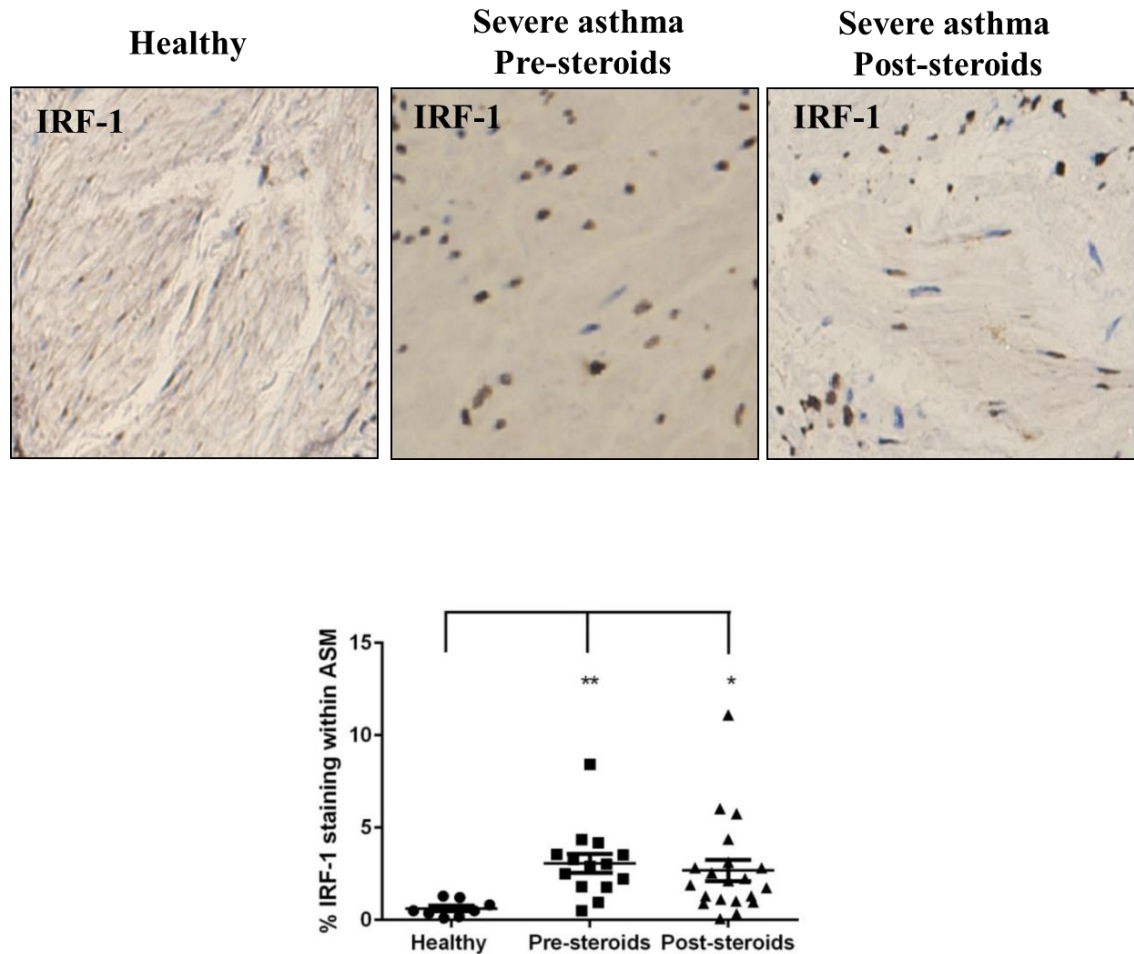 Healthy
Severe asthma
Pre-steroids
Severe asthma
Post-steroids
IRF-1
IRF-1
IRF-1
% IRF-1 staining within ASM
15
10
5
0
**
*
Healthy
Pre-steroids
Post-steroids